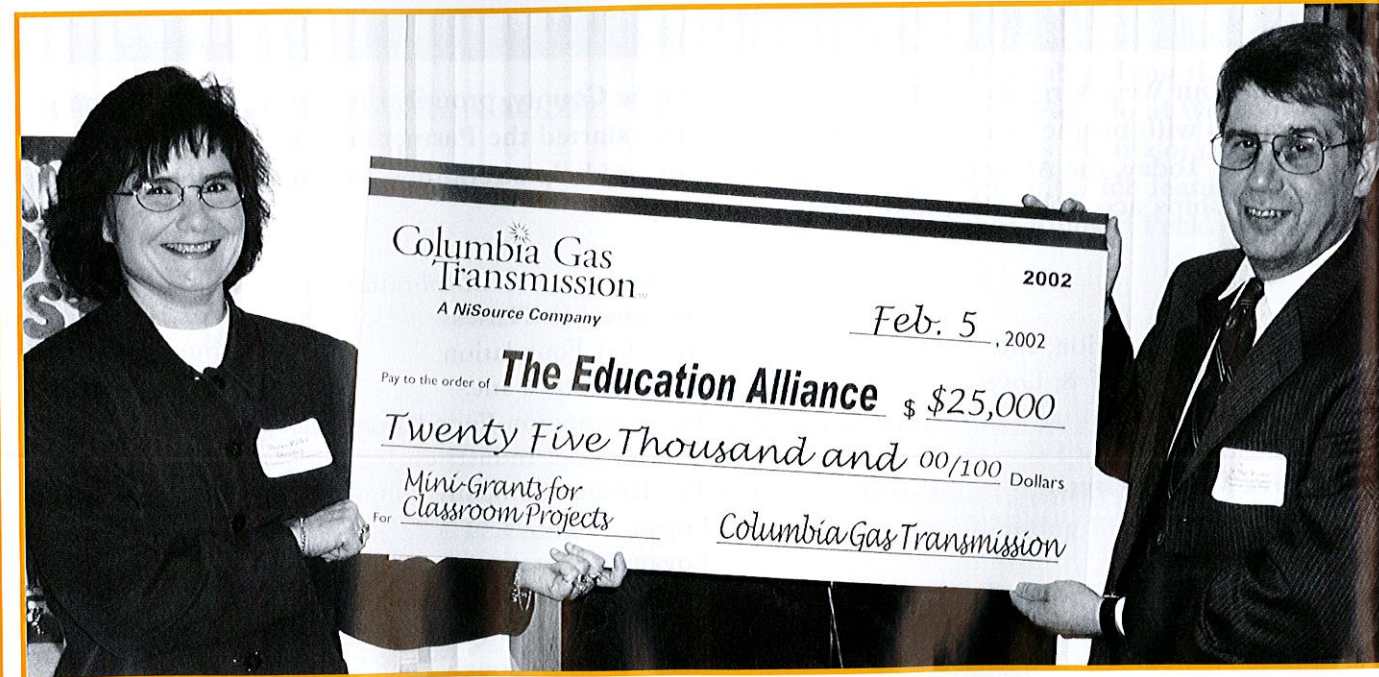 Columbia Gas
Transmission
A NiSource Company
2002
Feb. 5, 2002
Pay to the order of The Education Alliance $ $25,000
Twenty Five Thousand and 00/100 Dollars
For Mini-Grants for
Classroom Projects
Columbia Gas Transmission